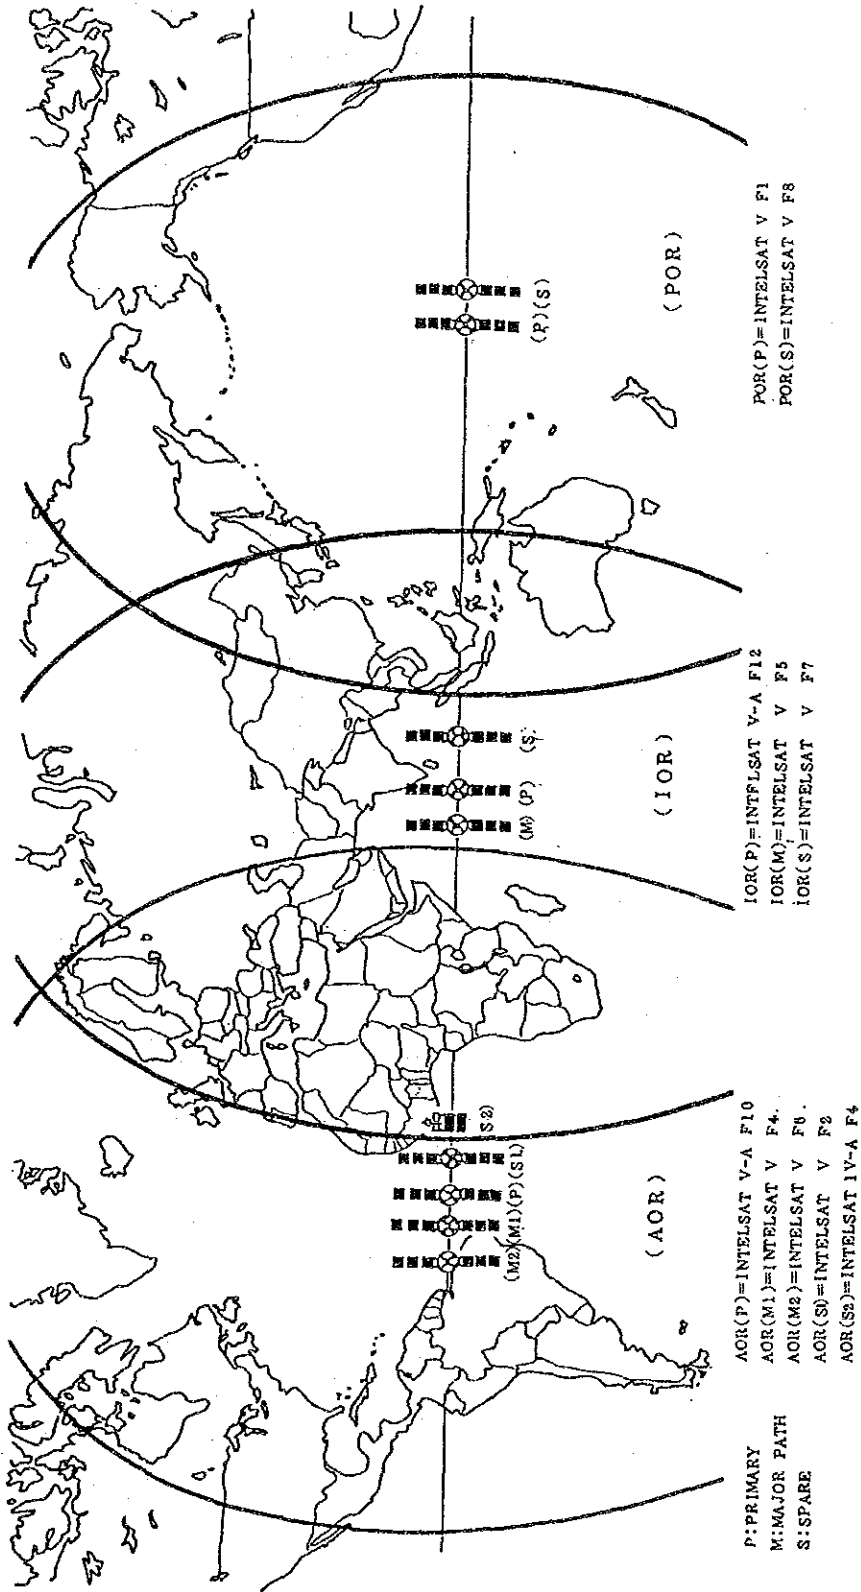 (M2)(M1)(P)(S1)
S2)
(M)
(P)
(S)
(P)(S)
(AOR)
(IOR)
(POR)
P:PRIMARY
M:MAJOR PATH
S:SPARE
AOR(P)=INTELSAT V-A F10
AOR(M1)=INTELSAT V F4.
AOR(M2)=INTELSAT V F6.
AOR(S1)=INTELSAT V F2
AOR(S2)=INTELSAT IV-A F4
IOR(P)=INTELSAT V-A F12
IOR(M)=INTELSAT V F5
IOR(S)=INTELSAT V F7
POR(P)=INTELSAT V F1
POR(S)=INTELSAT V F8